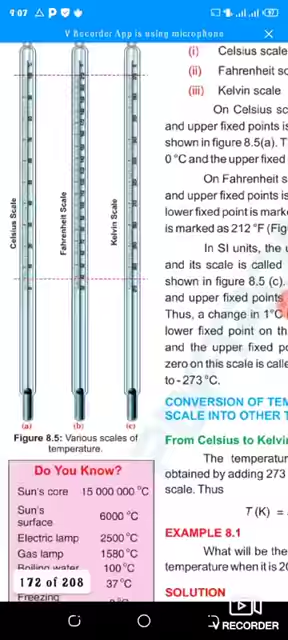 9:07
V Recorder App is using microphone
Celsius Scale
Fahrenheit Scale
Kelvin Scale
(a)
(b)
(c)
Figure 8.5: Various scales of
temperature.
Do You Know?
Sun's core 15 000 000 °C
Sun's
surface 6000 °C
Electric lamp 2500 °C
Gas lamp 1580 °C
Boiling water 100 °C
37 °C
Freezing
172 of 208
(i) Celsius scale
(ii) Fahrenheit sc
(iii) Kelvin scale
On Celsius sc
and upper fixed points is
shown in figure 8.5(a). T
0 °C and the upper fixed
On Fahrenheit s
and upper fixed points is
lower fixed point is mark
is marked as 212 °F (Fig
In SI units, the u
and its scale is called
shown in figure 8.5 (c).
and upper fixed points
Thus, a change in 1°C
lower fixed point on th
and the upper fixed po
zero on this scale is calle
to - 273 °C.
CONVERSION OF TEM
SCALE INTO OTHER T
From Celsius to Kelvin
The temperatur
obtained by adding 273
scale. Thus
T (K) =
EXAMPLE 8.1
What will be the
temperature when it is 20
SOLUTION
V RECORDER